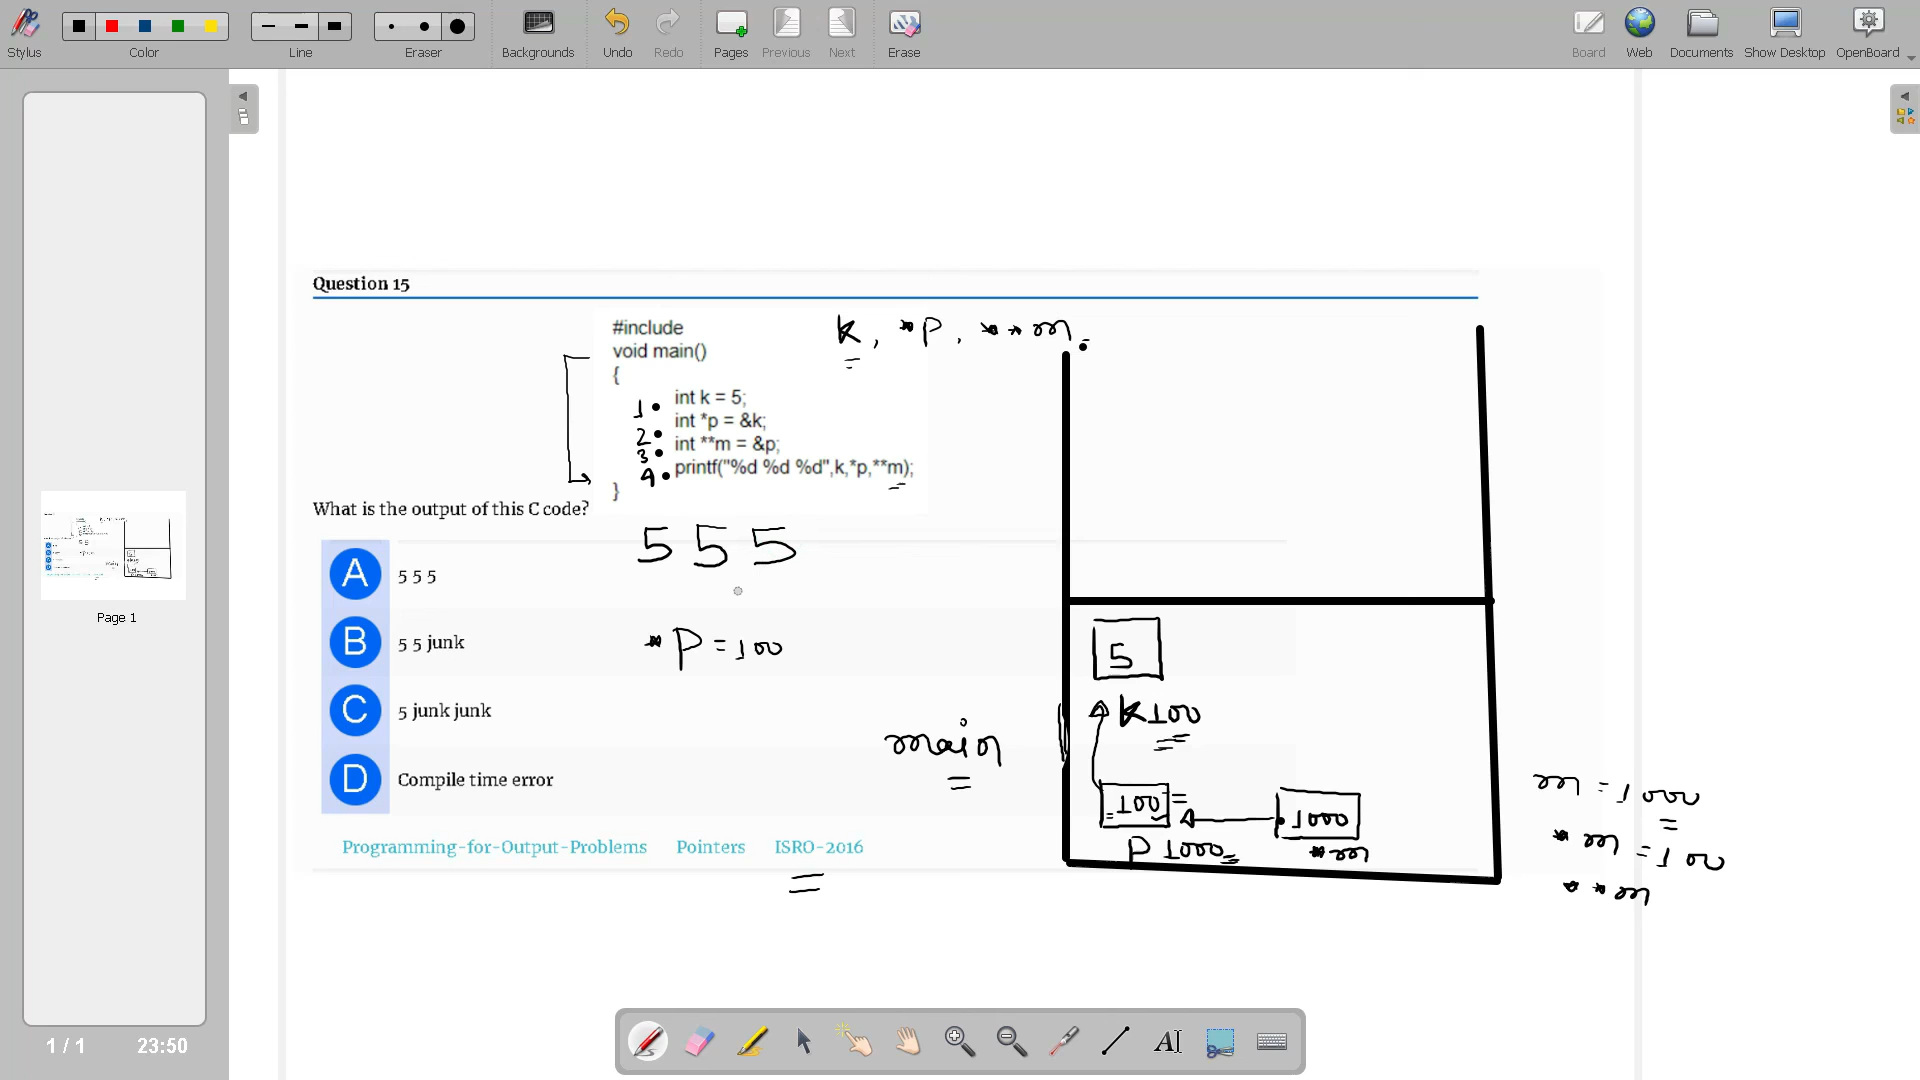 Stylus
Color
Line
Eraser
Backgrounds
Undo
Redo
Pages
Previous
Next
Erase
Board
Web
Documents
Show Desktop
OpenBoard
Question 15
#include
void main()
{
1 int k = 5;
2 int *p = &k;
3 int **m = &p;
4 printf("%d %d %d",k,*p,**m);
}
k, *p, **m.
What is the output of this C code?
5 5 5
A 5 5 5
B 5 5 junk
*P = 100
C 5 junk junk
D Compile time error
Programming-for-Output-Problems Pointers ISRO-2016
main
5
k 100
100
1000
P 1000
*m
m = 1000
*m = 100
**m
Page 1
1 / 1 23:50
AI